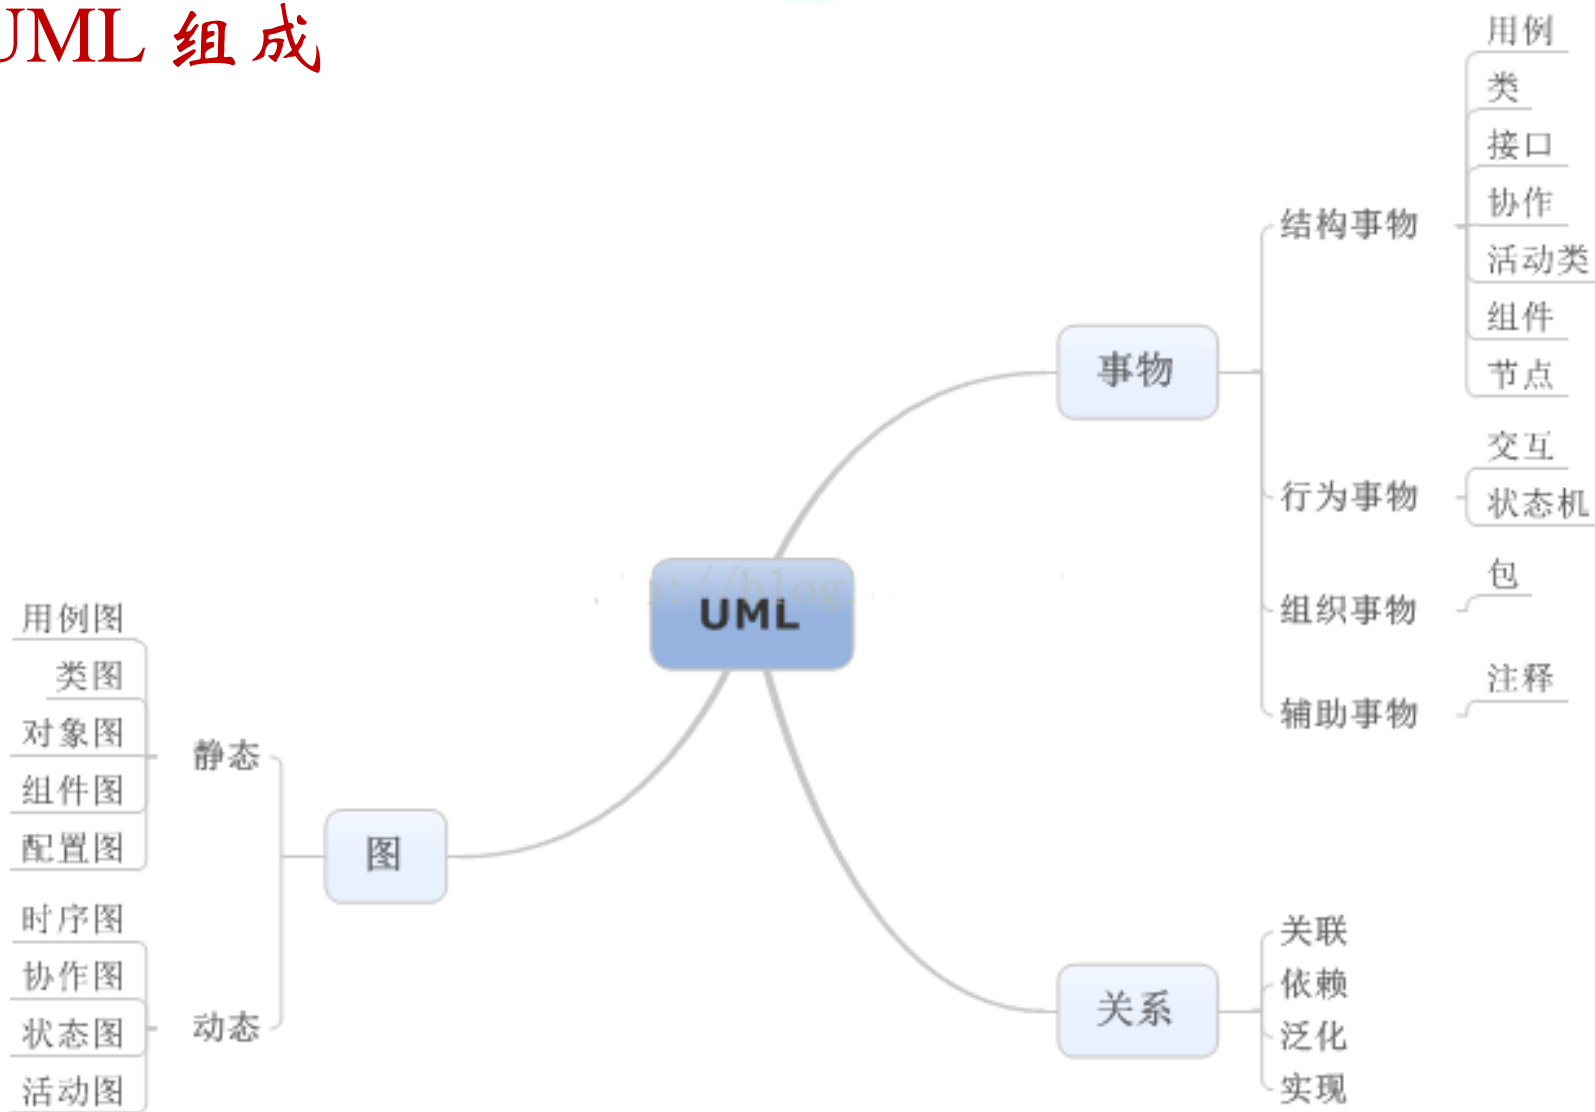 UML 组成
用例
类
接口
协作
结构事物
活动类
组件
节点
事物
交互
行为事物
状态机
包
组织事物
注释
辅助事物
://blog.
UML
用例图
类图
对象图
静态
组件图
配置图
图
时序图
协作图
动态
状态图
活动图
关系
关联
依赖
泛化
实现